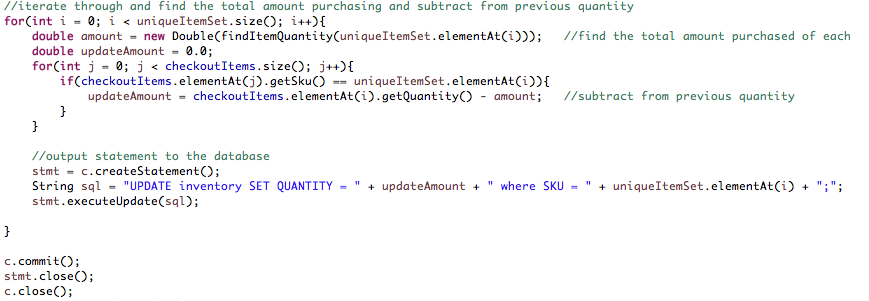 //iterate through and find the total amount purchasing and subtract from previous quantity
for(int i = 0; i < uniqueItemSet.size(); i++){
    double amount = new Double(findItemQuantity(uniqueItemSet.elementAt(i)));   //find the total amount purchased of each
    double updateAmount = 0.0;
    for(int j = 0; j < checkoutItems.size(); j++){
        if(checkoutItems.elementAt(j).getSku() == uniqueItemSet.elementAt(i)){
            updateAmount = checkoutItems.elementAt(i).getQuantity() - amount;   //subtract from previous quantity
        }
    }
    //output statement to the database
    stmt = c.createStatement();
    String sql = "UPDATE inventory SET QUANTITY = " + updateAmount + " where SKU = " + uniqueItemSet.elementAt(i) + ";";
    stmt.executeUpdate(sql);
}
c.commit();
stmt.close();
c.close();